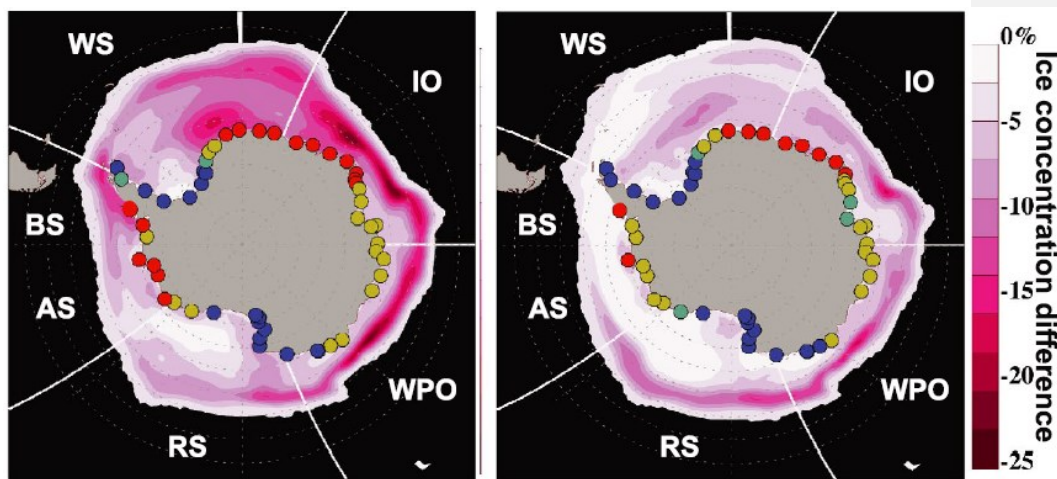 WS
IO
BS
AS
WPO
RS
WS
IO
BS
AS
WPO
RS
0%
-5
-10
-15
-20
-25
Ice concentration difference